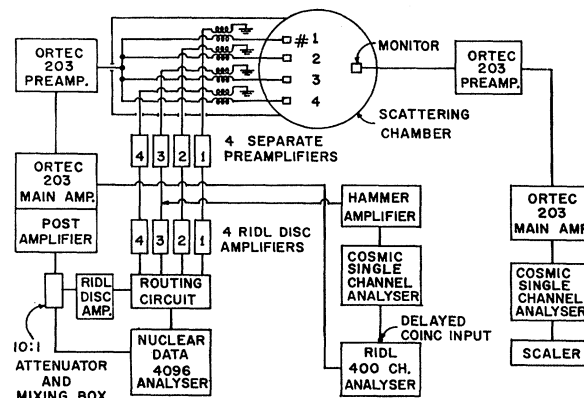 ORTEC
203
PREAMP.
# 1
2
3
4
MONITOR
ORTEC
203
PREAMP.
SCATTERING
CHAMBER
4 SEPARATE
PREAMPLIFIERS
4 3 2 1
ORTEC
203
MAIN AMP.
POST
AMPLIFIER
4 3 2 1
4 RIDL DISC
AMPLIFIERS
HAMMER
AMPLIFIER
ORTEC
203
MAIN AMP
RIDL
DISC
AMP.
ROUTING
CIRCUIT
COSMIC
SINGLE
CHANNEL
ANALYSER
COSMIC
SINGLE
CHANNEL
ANALYSER
10:1
ATTENUATOR
AND
MIXING BOX
NUCLEAR
DATA
4096
ANALYSER
DELAYED
COINC INPUT
RIDL
400 CH.
ANALYSER
SCALER